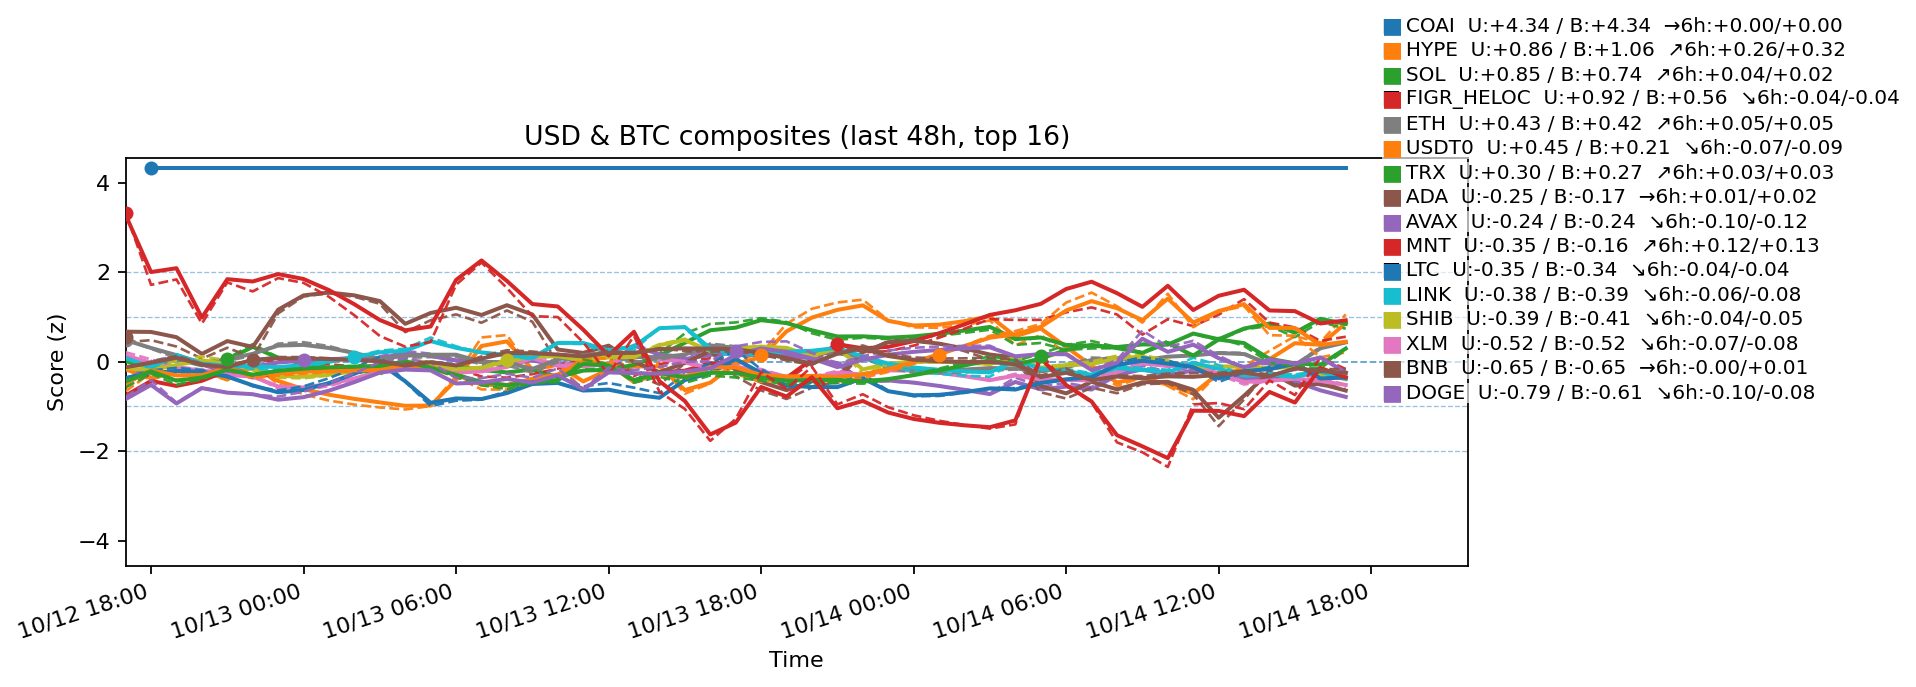 COAI  U:+4.34 / B:+4.34  →6h:+0.00/+0.00
HYPE  U:+0.86 / B:+1.06  ↗6h:+0.26/+0.32
SOL  U:+0.85 / B:+0.74  ↗6h:+0.04/+0.02
FIGR_HELOC  U:+0.92 / B:+0.56  ↘6h:-0.04/-0.04
ETH  U:+0.43 / B:+0.42  ↗6h:+0.05/+0.05
USDT0  U:+0.45 / B:+0.21  ↘6h:-0.07/-0.09
TRX  U:+0.30 / B:+0.27  ↗6h:+0.03/+0.03
ADA  U:-0.25 / B:-0.17  →6h:+0.01/+0.02
AVAX  U:-0.24 / B:-0.24  ↘6h:-0.10/-0.12
MNT  U:-0.35 / B:-0.16  ↗6h:+0.12/+0.13
LTC  U:-0.35 / B:-0.34  ↘6h:-0.04/-0.04
LINK  U:-0.38 / B:-0.39  ↘6h:-0.06/-0.08
SHIB  U:-0.39 / B:-0.41  ↘6h:-0.04/-0.05
XLM  U:-0.52 / B:-0.52  ↘6h:-0.07/-0.08
BNB  U:-0.65 / B:-0.65  →6h:-0.00/+0.01
DOGE  U:-0.79 / B:-0.61  ↘6h:-0.10/-0.08
USD & BTC composites (last 48h, top 16)
Score (z)
4
2
0
−2
−4
10/12 18:00
10/13 00:00
10/13 06:00
10/13 12:00
10/13 18:00
10/14 00:00
10/14 06:00
10/14 12:00
10/14 18:00
Time